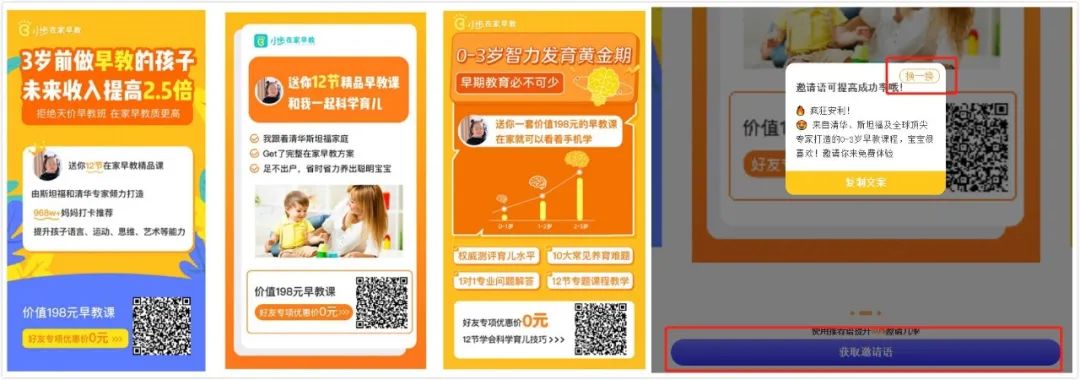 小步在家早教
3岁前做早教的孩子
未来收入提高2.5倍
拒绝天价早教班 在家早教质更高
送你12节在家早教精品课
由斯坦福和清华专家倾力打造
968w+妈妈打卡推荐
提升孩子语言、运动、思维、艺术等能力
价值198元早教课
好友专项优惠价0元 >>>
小步在家早教
送你12节精品早教课
和我一起科学育儿
我跟着清华斯坦福家庭
Get了完整在家早教方案
足不出户，省时省力养出聪明宝宝
价值198元早教课
好友专项优惠价0元 >>>
小步在家早教
0-3岁智力发育黄金期
早期教育必不可少
送你一套价值198元的早教课
在家就可以看看手机学
0-1岁
1-2岁
2-3岁
权威测评育儿水平
10大常见养育难题
1对1专业问题解答
12节专题课程教学
好友专项优惠价0元
12节学会科学育儿技巧 >>>
换一换
邀请语可提高成功率哦！
疯狂安利！
来自清华、斯坦福及全球顶尖
专家打造的0-3岁早教课程，宝宝很
喜欢！邀请你来免费体验
复制文案
价值19
好友专
获取邀请语